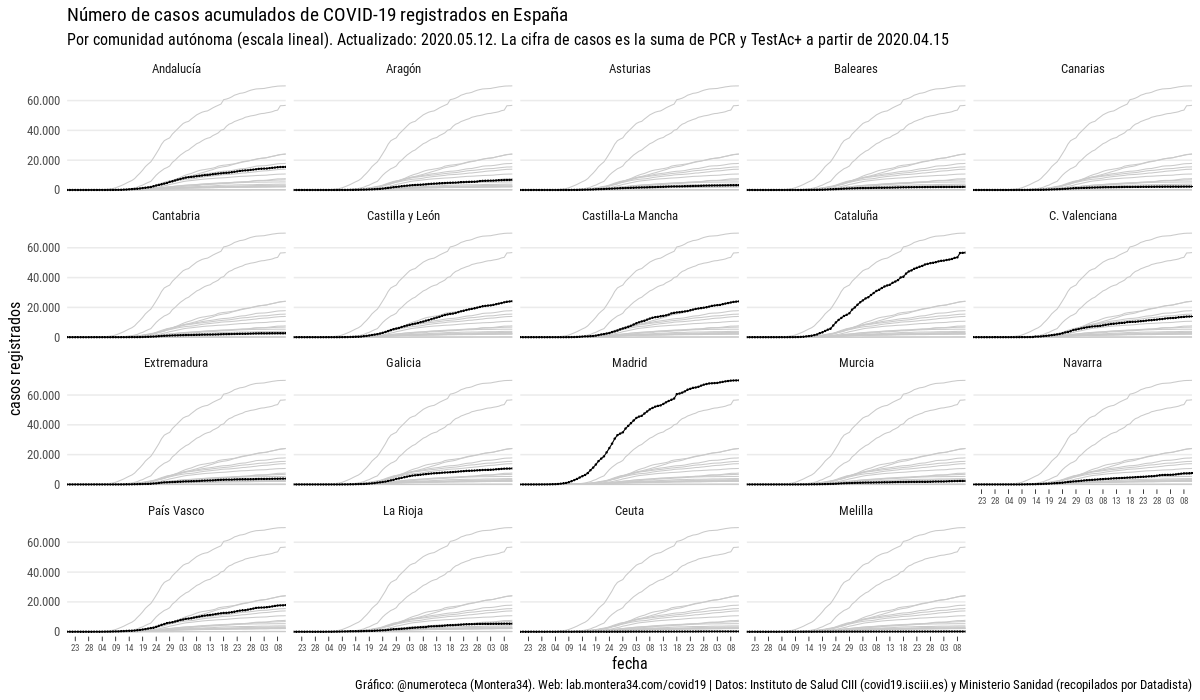 Número de casos acumulados de COVID-19 registrados en España
Por comunidad autónoma (escala lineal). Actualizado: 2020.05.12. La cifra de casos es la suma de PCR y TestAc+ a partir de 2020.04.15
Andalucía Aragón Asturias Baleares Canarias
60.000
40.000
20.000
0
Cantabria Castilla y León Castilla-La Mancha Cataluña C. Valenciana
60.000
40.000
20.000
0
casos registrados
Extremadura Galicia Madrid Murcia Navarra
60.000
40.000
20.000
0
23 28 04 09 14 19 24 29 03 08 13 18 23 28 03 08
País Vasco La Rioja Ceuta Melilla
60.000
40.000
20.000
0
23 28 04 09 14 19 24 29 03 08 13 18 23 28 03 08 23 28 04 09 14 19 24 29 03 08 13 18 23 28 03 08 23 28 04 09 14 19 24 29 03 08 13 18 23 28 03 08 23 28 04 09 14 19 24 29 03 08 13 18 23 28 03 08
fecha
Gráfico: @numeroteca (Montera34). Web: lab.montera34.com/covid19 | Datos: Instituto de Salud CIII (covid19.isciii.es) y Ministerio Sanidad (recopilados por Datadista)